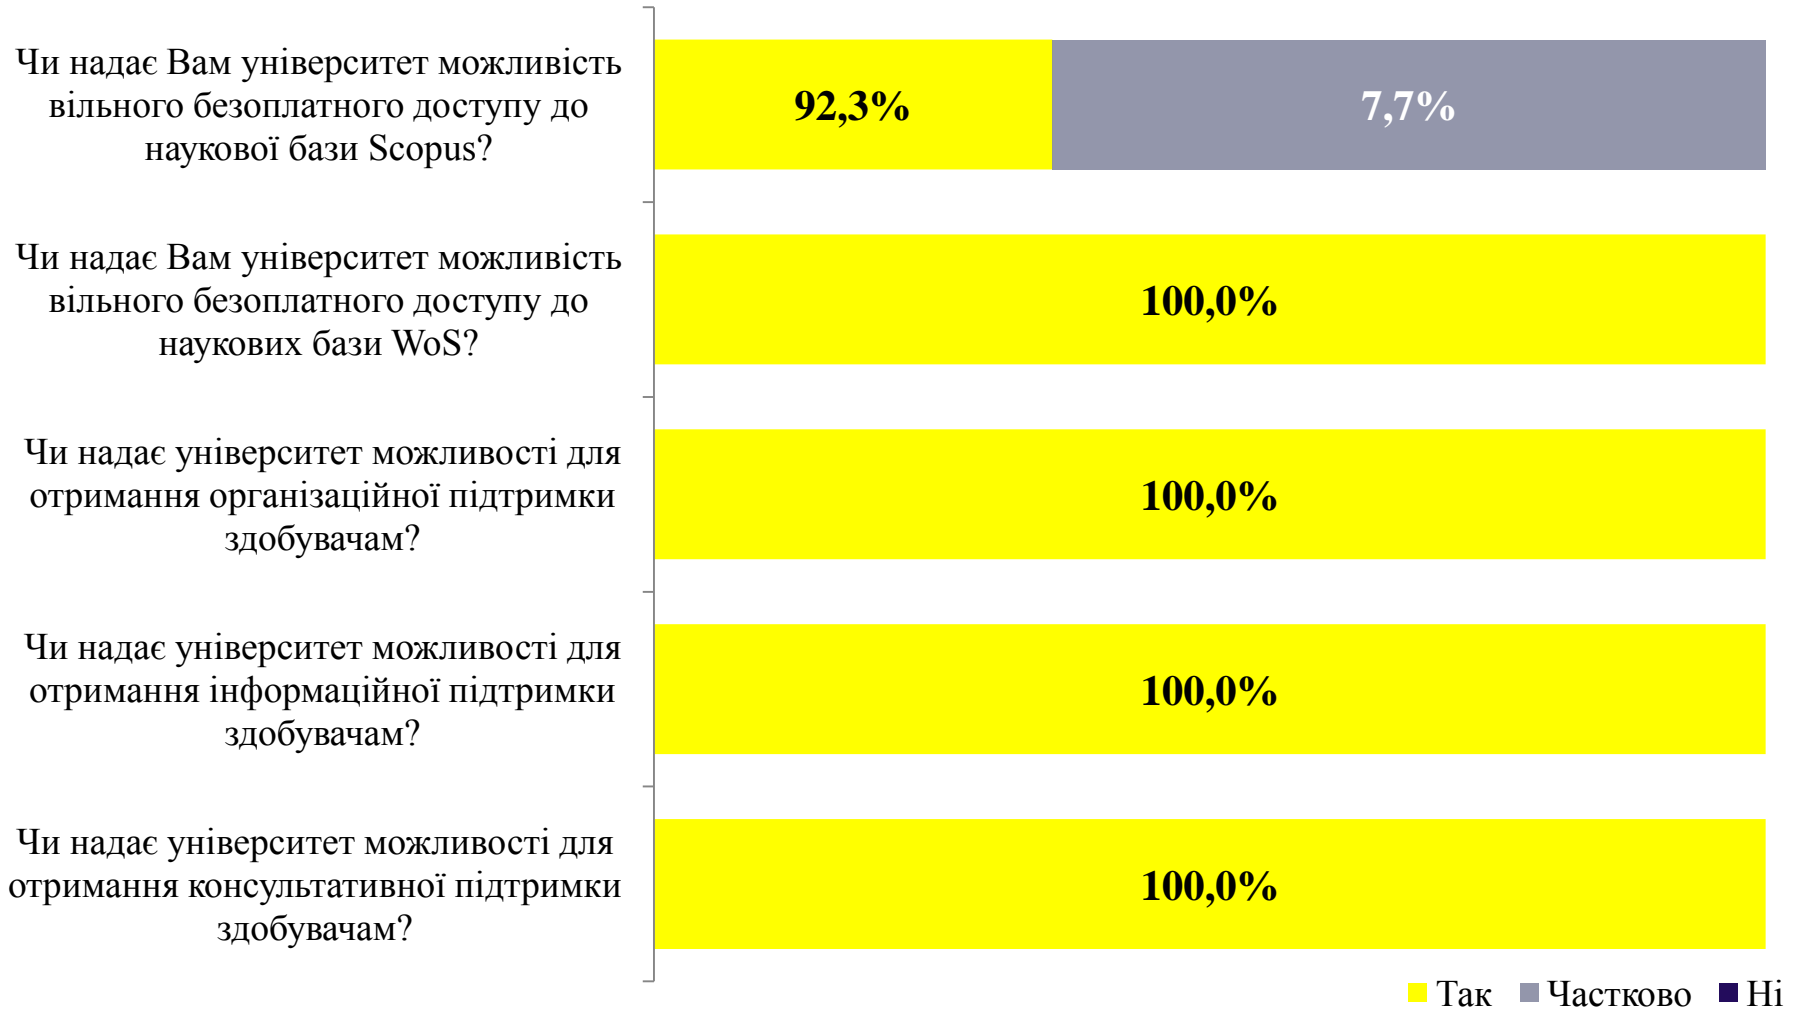 Чи надає Вам університет можливість
вільного безоплатного доступу до
наукової бази Scopus?
92,3%
7,7%
Чи надає Вам університет можливість
вільного безоплатного доступу до
наукових бази WoS?
100,0%
Чи надає університет можливості для
отримання організаційної підтримки
здобувачам?
100,0%
Чи надає університет можливості для
отримання інформаційної підтримки
здобувачам?
100,0%
Чи надає університет можливості для
отримання консультативної підтримки
здобувачам?
100,0%
Так Частково Ні